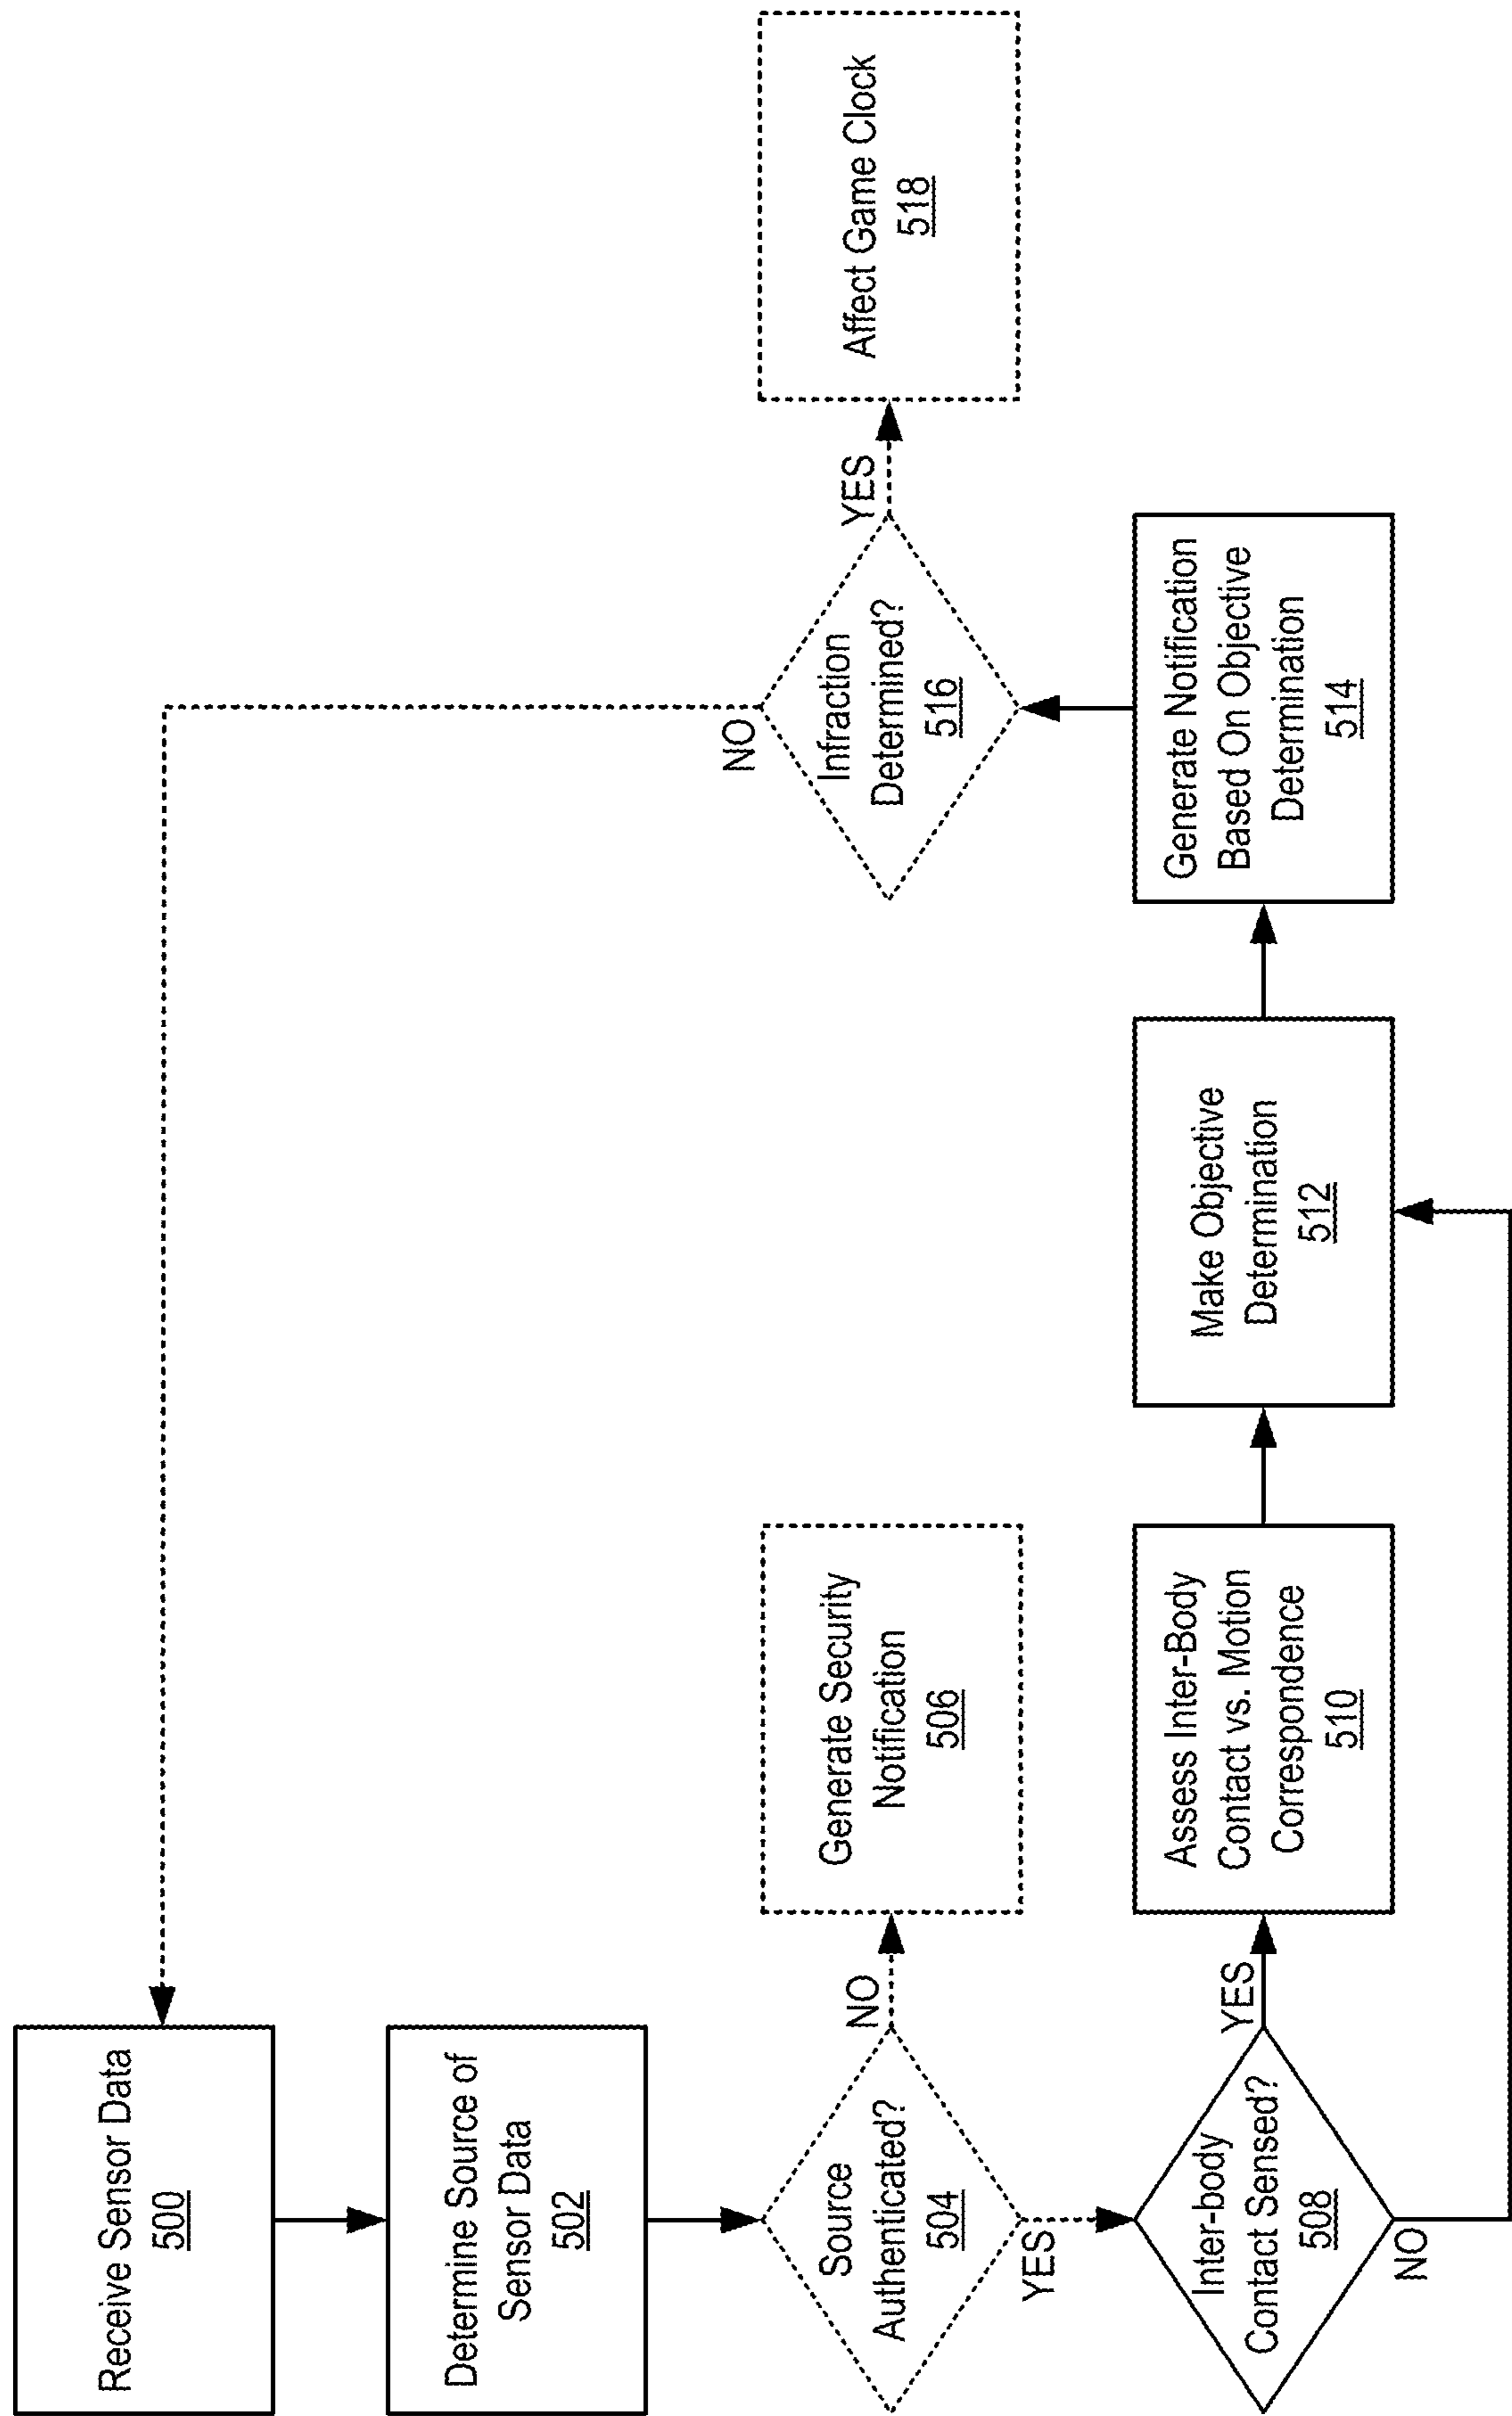 Receive Sensor Data
500
Determine Source of
Sensor Data
502
Source
Authenticated?
504
NO
YES
Generate Security
Notification
506
Inter-body
Contact Sensed?
508
YES
NO
Assess Inter-Body
Contact vs. Motion
Correspondence
510
Make Objective
Determination
512
Generate Notification
Based On Objective
Determination
514
Infraction
Determined?
516
NO
YES
Affect Game Clock
518